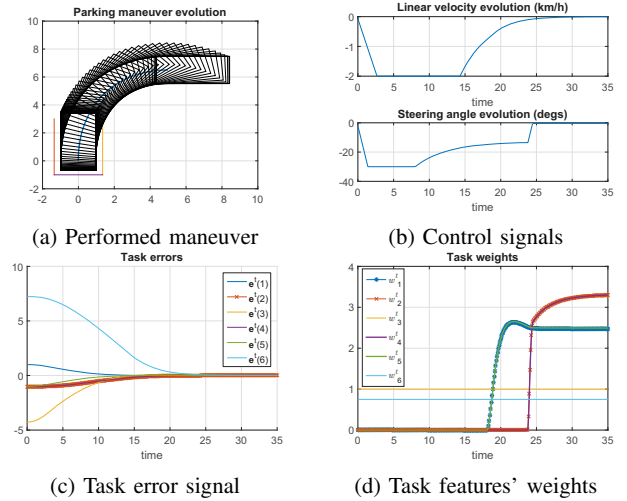 Parking maneuver evolution
10
8
6
4
2
0
-2
-2 0 2 4 6 8 10
(a) Performed maneuver
Linear velocity evolution (km/h)
0
-1
-2
0 5 10 15 20 25 30 35
time
Steering angle evolution (degs)
0
-20
-40
0 5 10 15 20 25 30 35
time
(b) Control signals
Task errors
10
5
0
-5
0 5 10 15 20 25 30 35
time
e^t(1)
e^t(2)
e^t(3)
e^t(4)
e^t(5)
e^t(6)
(c) Task error signal
Task weights
4
3
2
1
0
0 5 10 15 20 25 30 35
time
w^t_1
w^t_2
w^t_3
w^t_4
w^t_5
w^t_6
(d) Task features' weights